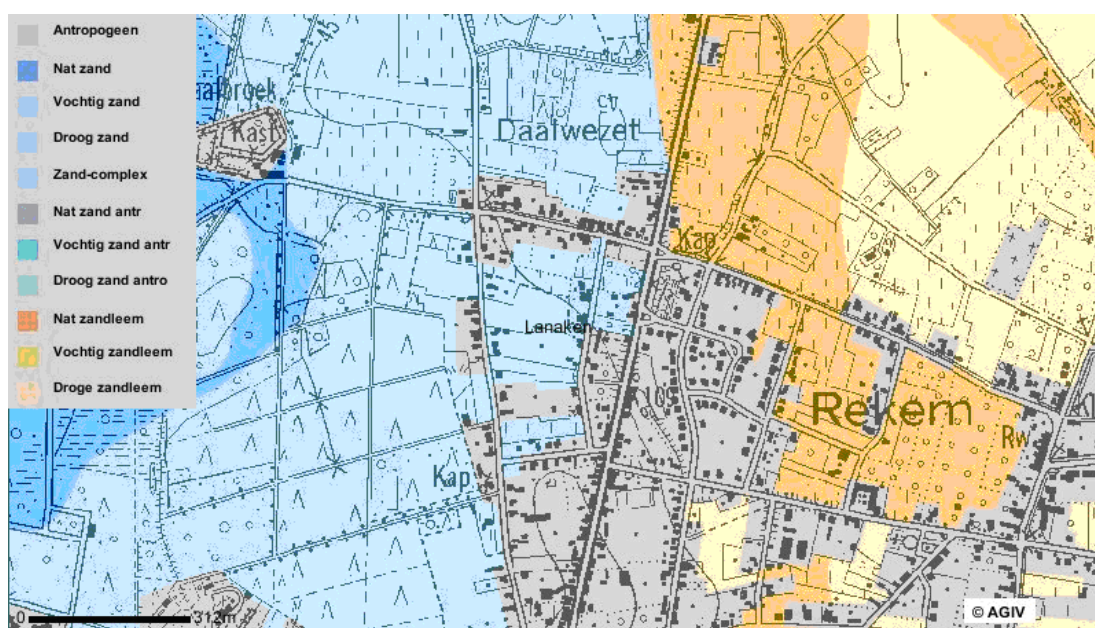 Antropogeen
Nat zand
Vochtig zand
Droog zand
Zand-complex
Nat zand antr
Vochtig zand antr
Droog zand antro
Nat zandleem
Vochtig zandleem
Droge zandleem
Daalwezet
Kap
Lanaken
Rekem
Rw
Kap
0 312m
© AGIV